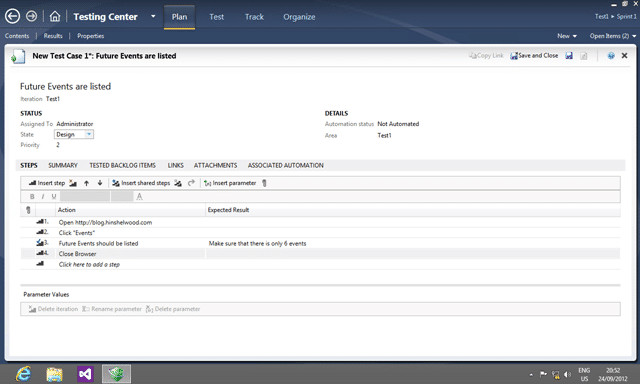 Testing Center
Plan Test Track Organize
Test1 ▸ Sprint 1
Contents Results Properties
New Open Items (2)
New Test Case 1*: Future Events are listed
Copy Link Save and Close
Future Events are listed
Iteration Test1
STATUS
Assigned To Administrator
State Design
Priority 2
DETAILS
Automation status Not Automated
Area Test1
STEPS SUMMARY TESTED BACKLOG ITEMS LINKS ATTACHMENTS ASSOCIATED AUTOMATION
Insert step Insert shared steps Insert parameter
B I U A
Action Expected Result
1. Open http://blog.hinshelwood.com
2. Click "Events"
3. Future Events should be listed Make sure that there is only 6 events
4. Close Browser
Click here to add a step
Parameter Values
Delete iteration Rename parameter Delete parameter
ENG
US
20:52
24/09/2012